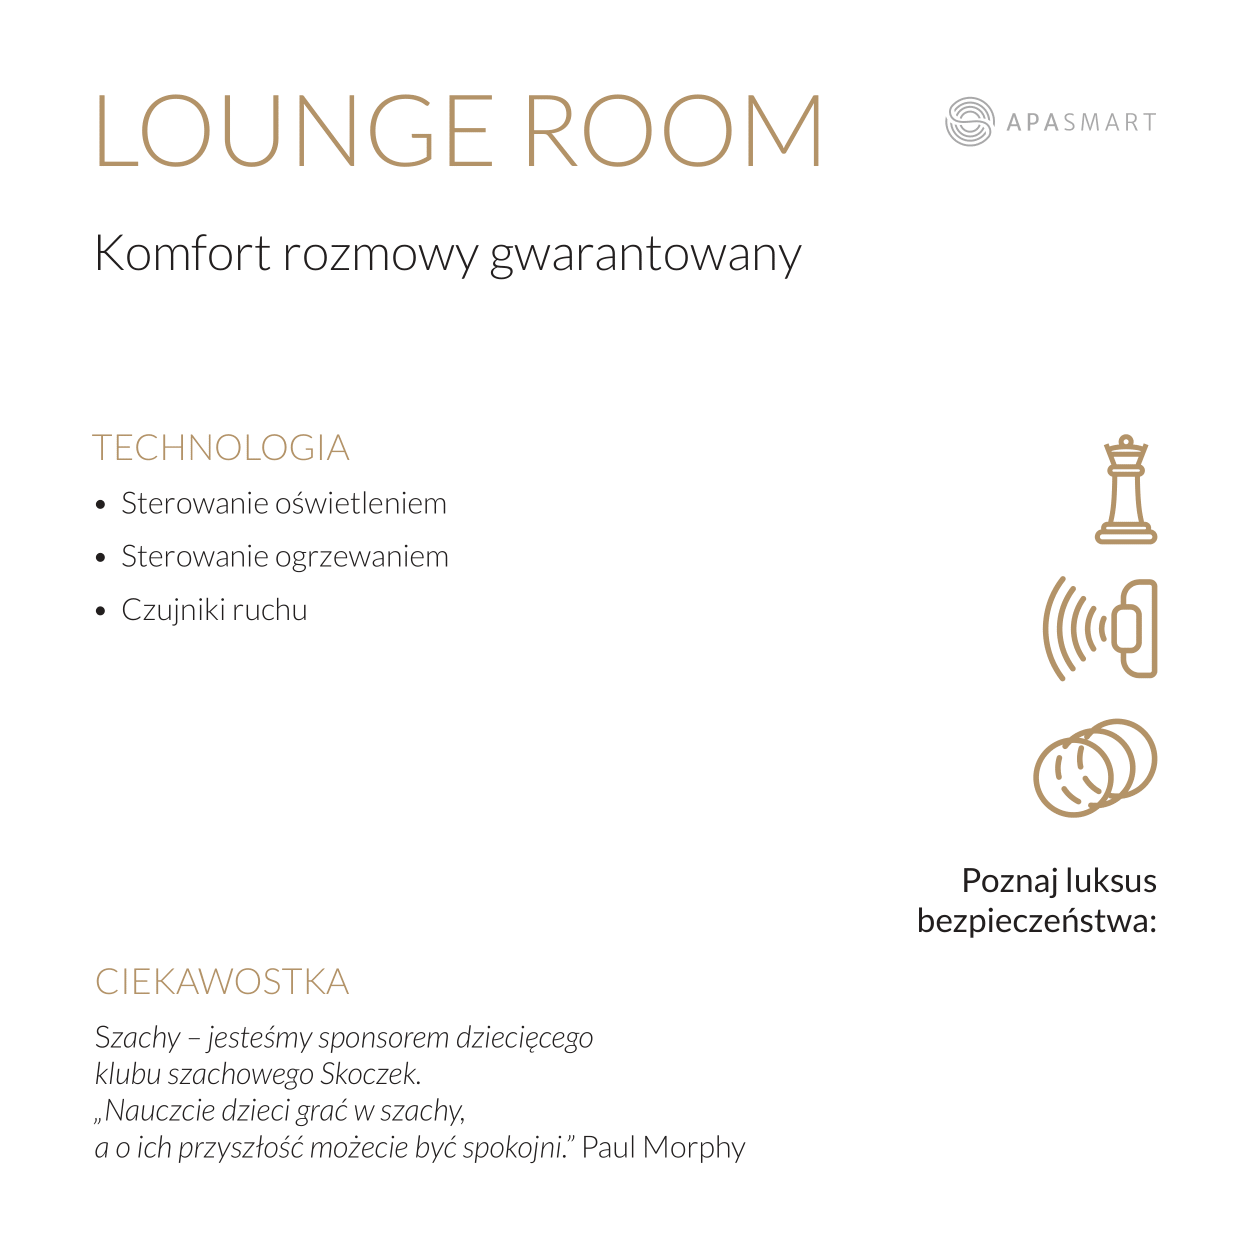 LOUNGE ROOM
APASMART
Komfort rozmowy gwarantowany
TECHNOLOGIA
• Sterowanie oświetleniem
• Sterowanie ogrzewaniem
• Czujniki ruchu
Poznaj luksus
bezpieczeństwa:
CIEKAWOSTKA
Szachy – jesteśmy sponsorem dziecięcego
klubu szachowego Skoczek.
„Nauczcie dzieci grać w szachy,
a o ich przyszłość możecie być spokojni.” Paul Morphy